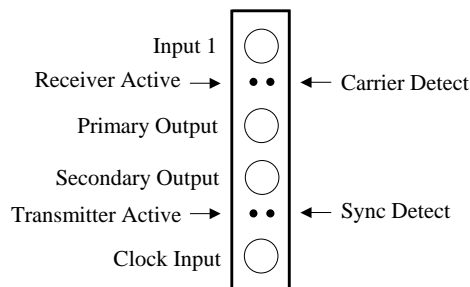 Input 1
Receiver Active
Carrier Detect
Primary Output
Secondary Output
Transmitter Active
Sync Detect
Clock Input